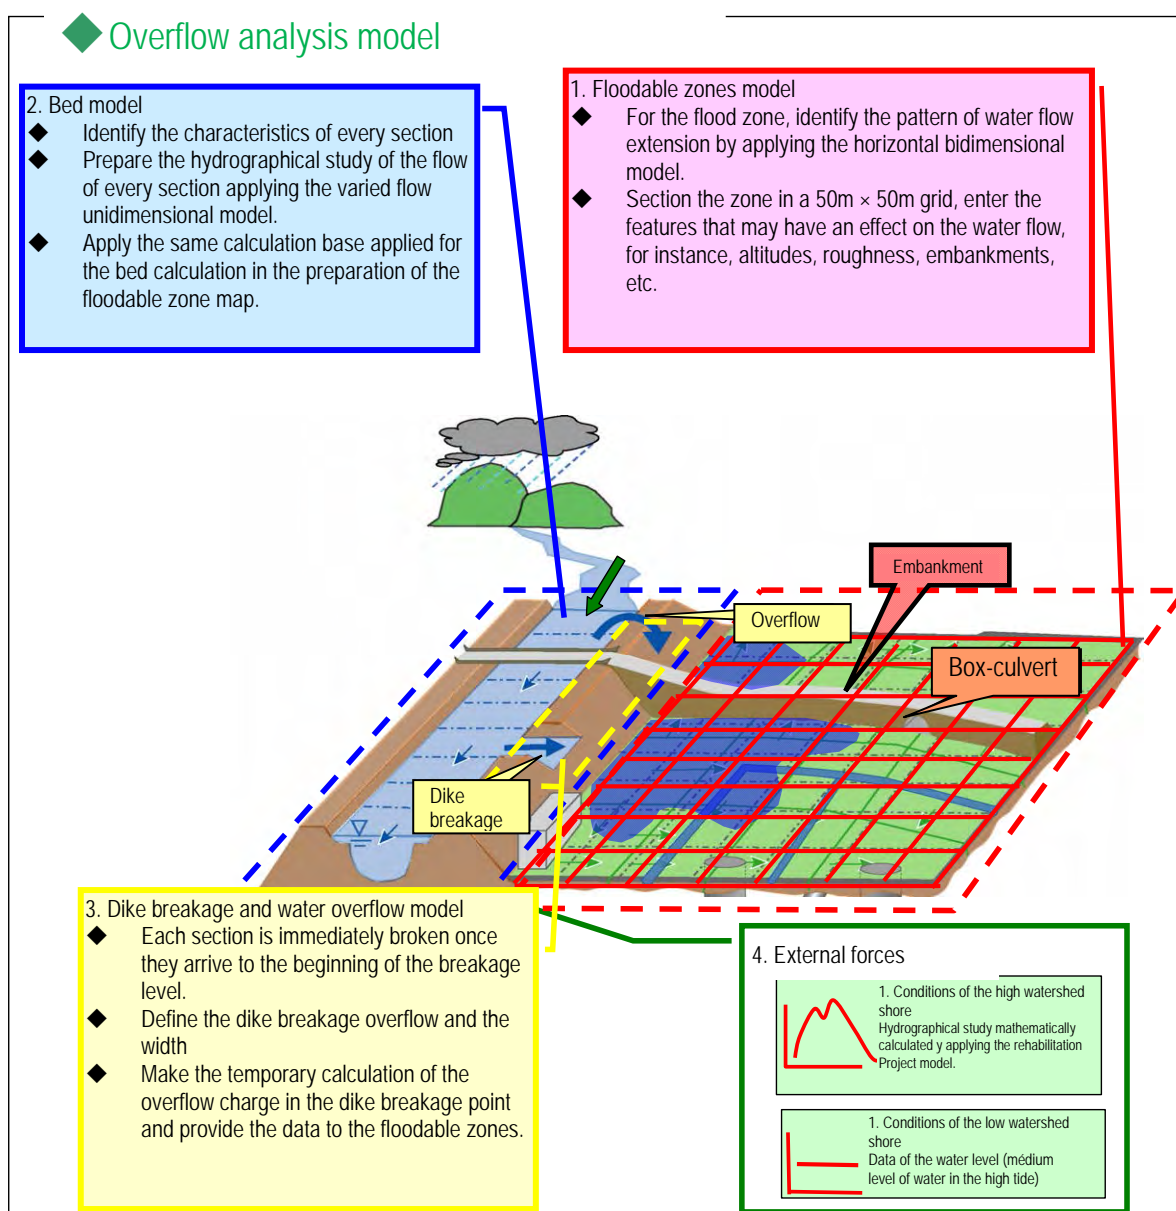 Overflow analysis model
2. Bed model
◆ Identify the characteristics of every section
◆ Prepare the hydrographical study of the flow
of every section applying the varied flow
unidimensional model.
◆ Apply the same calculation base applied for
the bed calculation in the preparation of the
floodable zone map.
1. Floodable zones model
◆ For the flood zone, identify the pattern of water flow
extension by applying the horizontal bidimensional
model.
◆ Section the zone in a 50m × 50m grid, enter the
features that may have an effect on the water flow,
for instance, altitudes, roughness, embankments,
etc.
Embankment
Overflow
Box-culvert
Dike
breakage
3. Dike breakage and water overflow model
◆ Each section is immediately broken once
they arrive to the beginning of the breakage
level.
◆ Define the dike breakage overflow and the
width
◆ Make the temporary calculation of the
overflow charge in the dike breakage point
and provide the data to the floodable zones.
4. External forces
1. Conditions of the high watershed
shore
Hydrographical study mathematically
calculated y applying the rehabilitation
Project model.
1. Conditions of the low watershed
shore
Data of the water level (médium
level of water in the high tide)